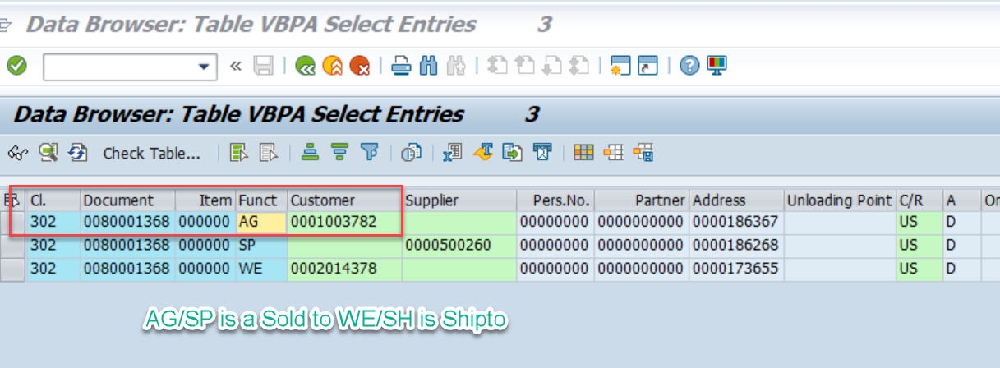 Data Browser: Table VBPA Select Entries 3
Data Browser: Table VBPA Select Entries 3
Check Table...
Cl. Document Item Funct Customer Supplier Pers.No. Partner Address Unloading Point C/R A Or
302 0080001368 000000 AG 0001003782 00000000 0000000000 0000186367 US D
302 0080001368 000000 SP 0000500260 00000000 0000000000 0000186268 US D
302 0080001368 000000 WE 0002014378 00000000 0000000000 0000173655 US D
AG/SP is a Sold to WE/SH is Shipto